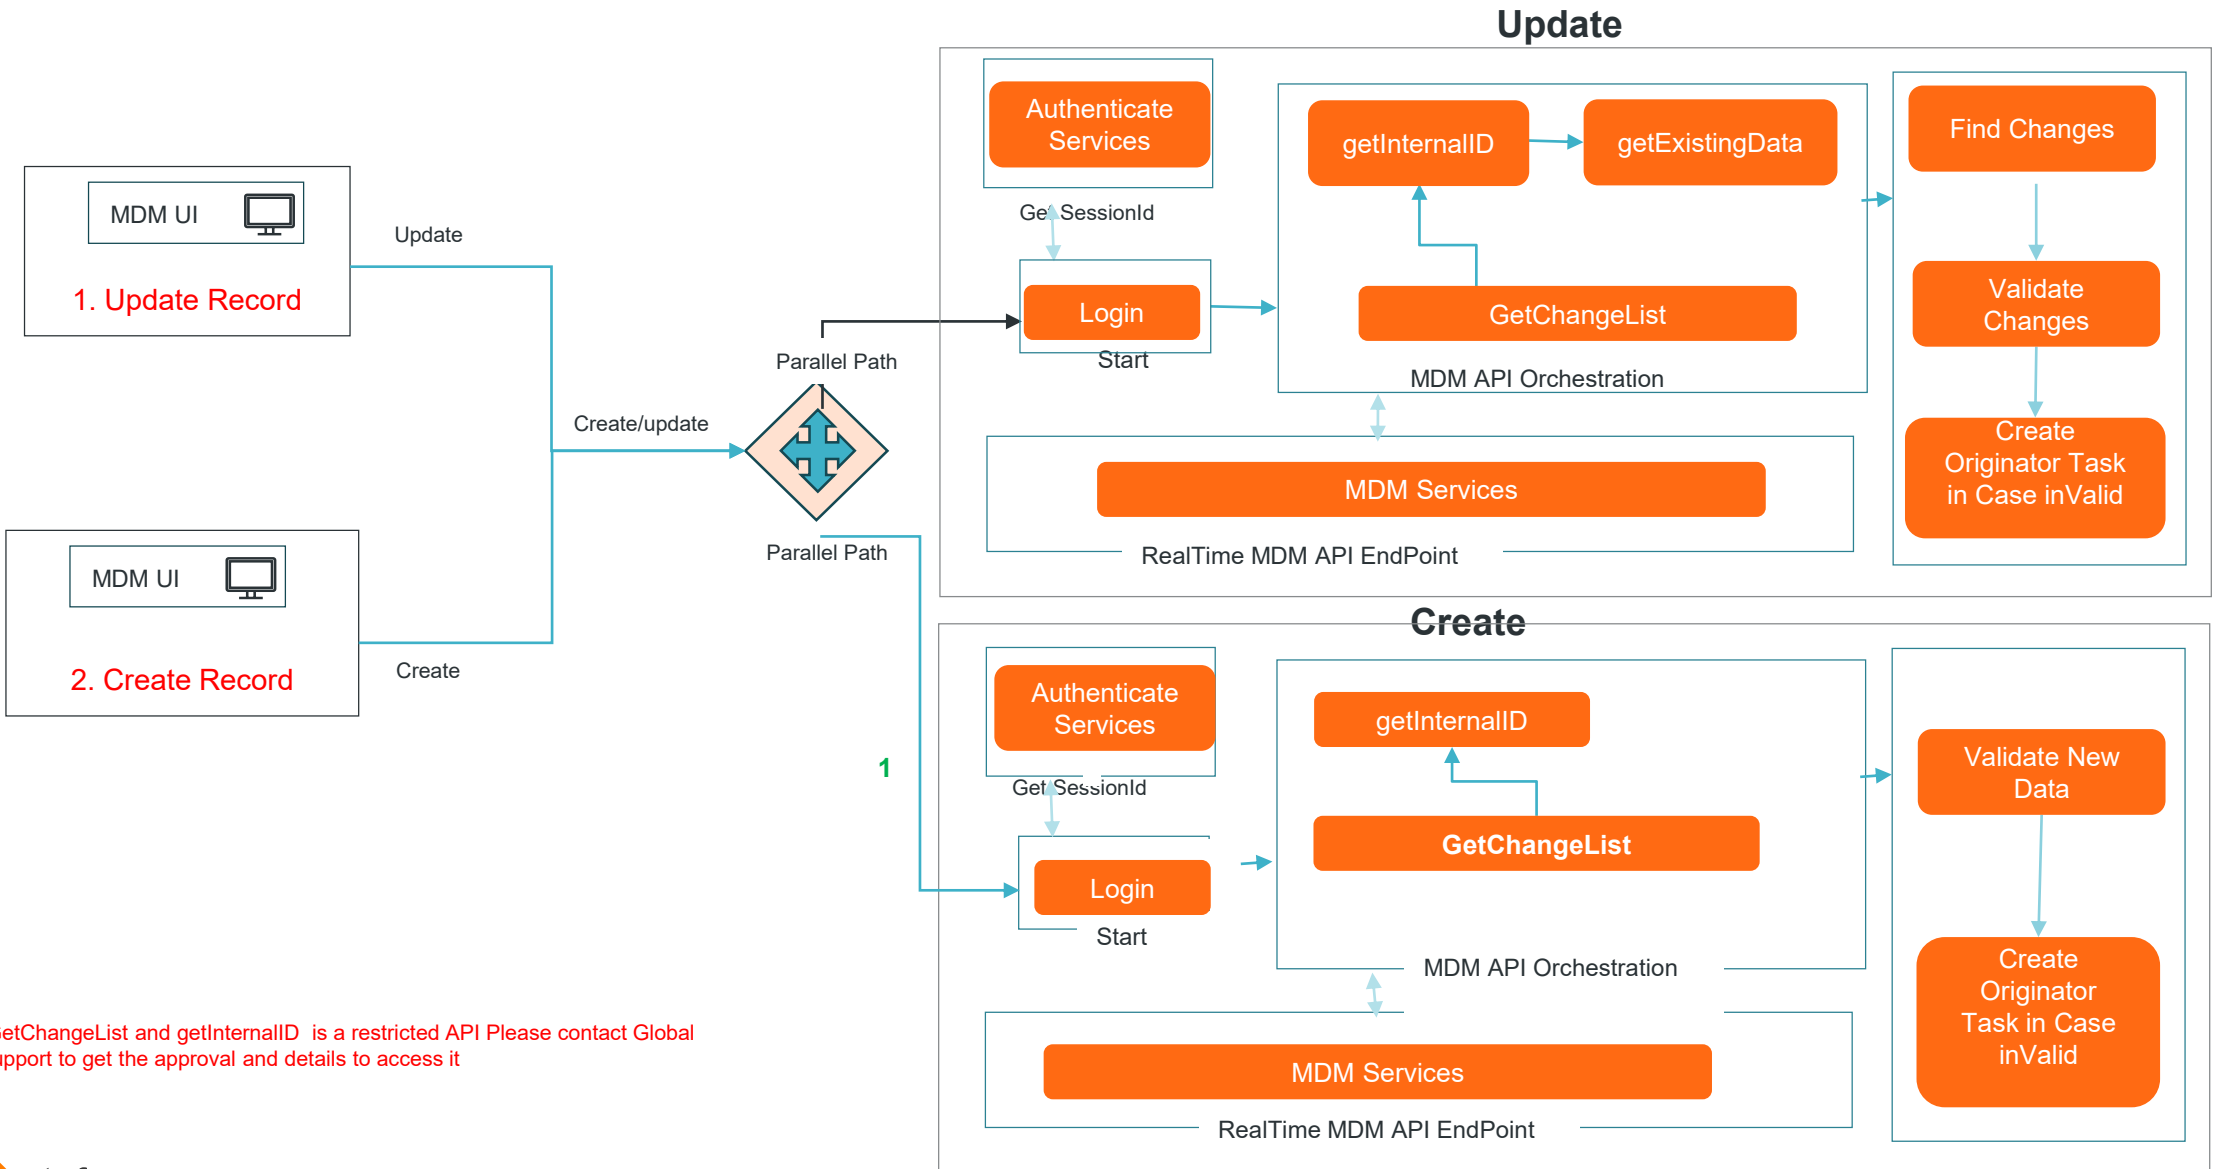 Update
Authenticate
Services
getInternalID
getExistingData
Find Changes
MDM UI
Get SessionId
Update
1. Update Record
Login
GetChangeList
Validate
Changes
Start
Parallel Path
MDM API Orchestration
Create/update
Create
Originator Task
in Case inValid
MDM Services
Parallel Path
RealTime MDM API EndPoint
MDM UI
Create
2. Create Record
Create
Authenticate
Services
getInternalID
1
Get SessionId
Validate New
Data
GetChangeList
Login
Start
MDM API Orchestration
Create
Originator
Task in Case
inValid
etChangeList and getInternalID is a restricted API Please contact Global
pport to get the approval and details to access it
MDM Services
RealTime MDM API EndPoint